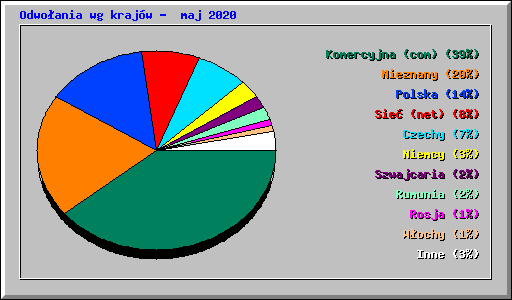 Odwołania wg krajów - maj 2020
Komercyjna (com) (39%)
Nieznany (20%)
Polska (14%)
Sieć (net) (8%)
Czechy (7%)
Niemcy (3%)
Szwajcaria (2%)
Rumunia (2%)
Rosja (1%)
Włochy (1%)
Inne (3%)